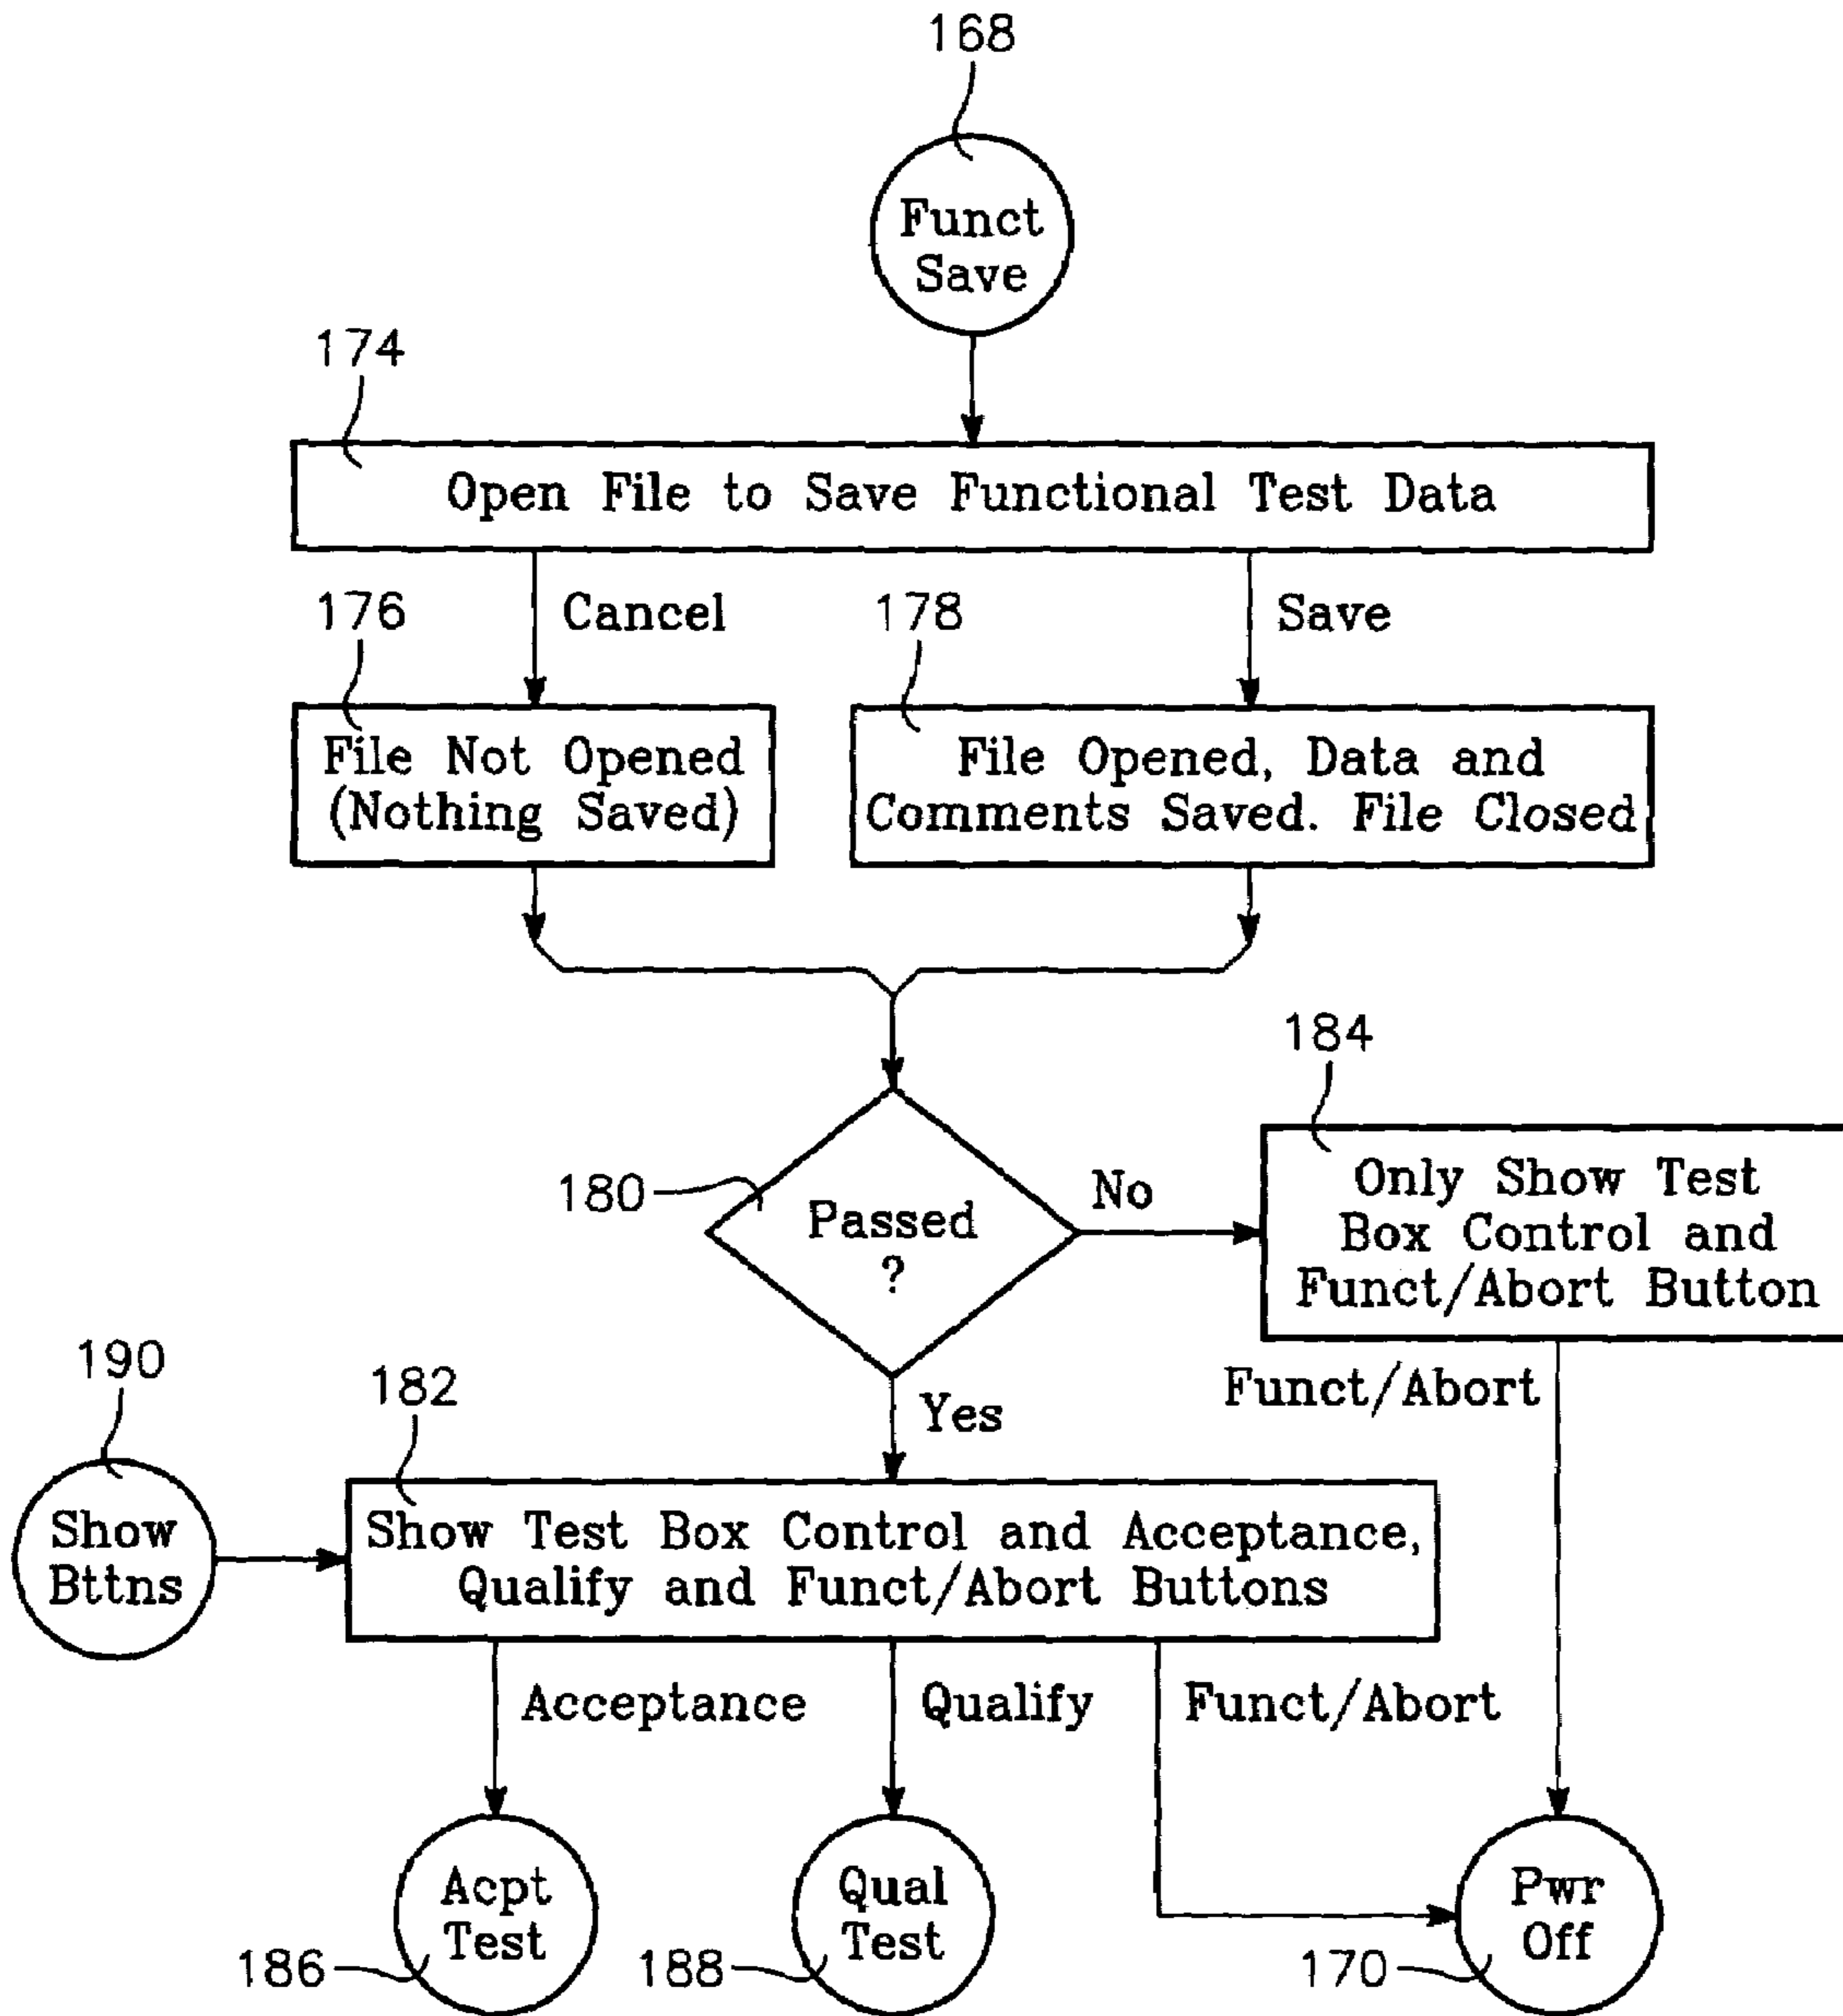 168
Funct
Save
174
Open File to Save Functional Test Data
176
Cancel
178
Save
File Not Opened
(Nothing Saved)
File Opened, Data and
Comments Saved. File Closed
184
180
Passed
?
No
Only Show Test
Box Control and
Funct/Abort Button
190
182
Yes
Funct/Abort
Show
Bttns
Show Test Box Control and Acceptance,
Qualify and Funct/Abort Buttons
Acceptance
Qualify
Funct/Abort
Acpt
Test
Qual
Test
Pwr
Off
186
188
170